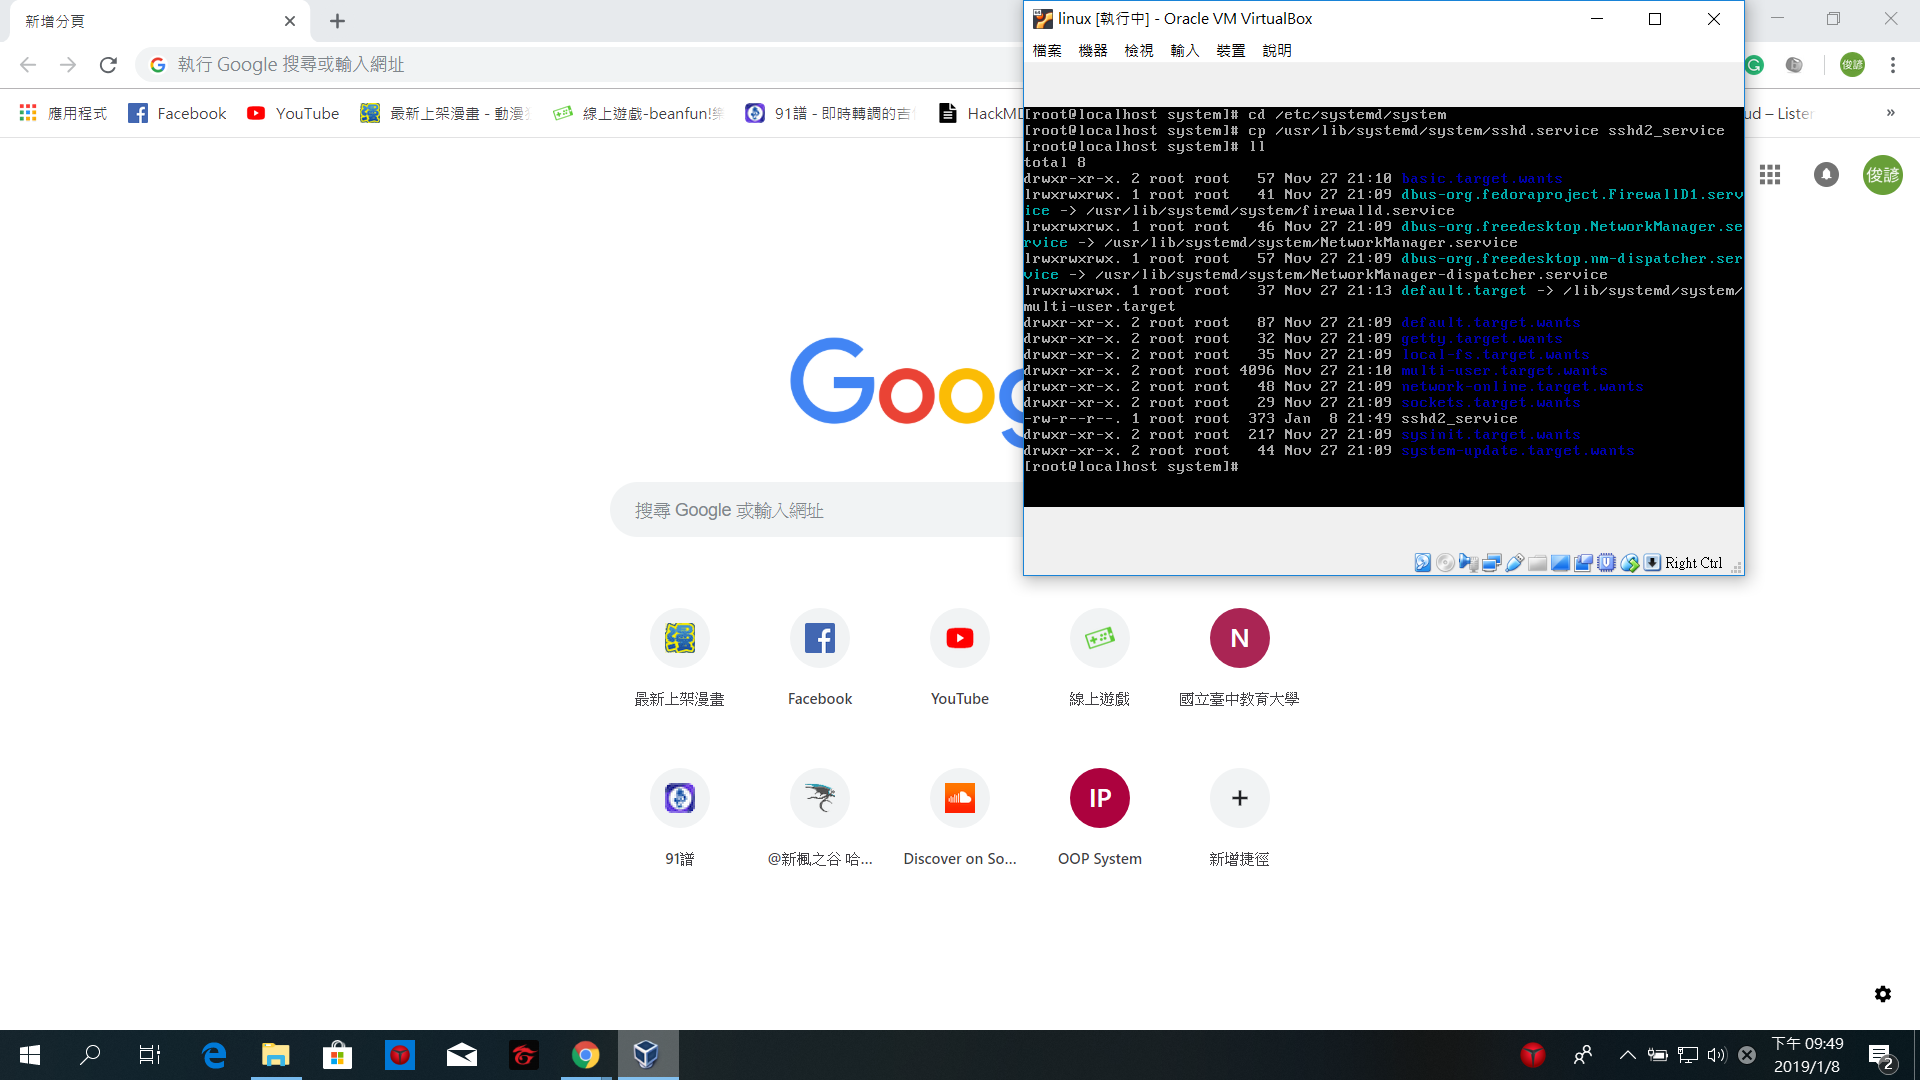 新增分頁
linux [執行中] - Oracle VM VirtualBox
檔案 機器 檢視 輸入 裝置 說明
執行 Google 搜尋或輸入網址
俊諺
應用程式 Facebook YouTube 最新上架漫畫 - 動漫 線上遊戲-beanfun! 91譜 - 即時轉調的吉 HackMD ud – Lister »
俊諺
[root@localhost system]# cd /etc/systemd/system
[root@localhost system]# cp /usr/lib/systemd/system/sshd.service sshd2_service
[root@localhost system]# ll
total 8
drwxr-xr-x. 2 root root   57 Nov 27 21:10 basic.target.wants
lrwxrwxrwx. 1 root root   41 Nov 27 21:09 dbus-org.fedoraproject.FirewallD1.serv
ice -> /usr/lib/systemd/system/firewalld.service
lrwxrwxrwx. 1 root root   46 Nov 27 21:09 dbus-org.freedesktop.NetworkManager.se
rvice -> /usr/lib/systemd/system/NetworkManager.service
lrwxrwxrwx. 1 root root   57 Nov 27 21:09 dbus-org.freedesktop.nm-dispatcher.ser
vice -> /usr/lib/systemd/system/NetworkManager-dispatcher.service
lrwxrwxrwx. 1 root root   37 Nov 27 21:13 default.target -> /lib/systemd/system/
multi-user.target
drwxr-xr-x. 2 root root   87 Nov 27 21:09 default.target.wants
drwxr-xr-x. 2 root root   32 Nov 27 21:09 getty.target.wants
drwxr-xr-x. 2 root root   35 Nov 27 21:09 local-fs.target.wants
drwxr-xr-x. 2 root root 4096 Nov 27 21:10 multi-user.target.wants
drwxr-xr-x. 2 root root   48 Nov 27 21:09 network-online.target.wants
drwxr-xr-x. 2 root root   29 Nov 27 21:09 sockets.target.wants
-rw-r--r--. 1 root root  373 Jan  8 21:49 sshd2_service
drwxr-xr-x. 2 root root  217 Nov 27 21:09 sysinit.target.wants
drwxr-xr-x. 2 root root   44 Nov 27 21:09 system-update.target.wants
[root@localhost system]#
Right Ctrl
Goog
搜尋 Google 或輸入網址
N
最新上架漫畫 Facebook YouTube 線上遊戲 國立臺中教育大學
IP
91譜 @新楓之谷 哈... Discover on So... OOP System 新增捷徑
下午 09:49
2019/1/8
2